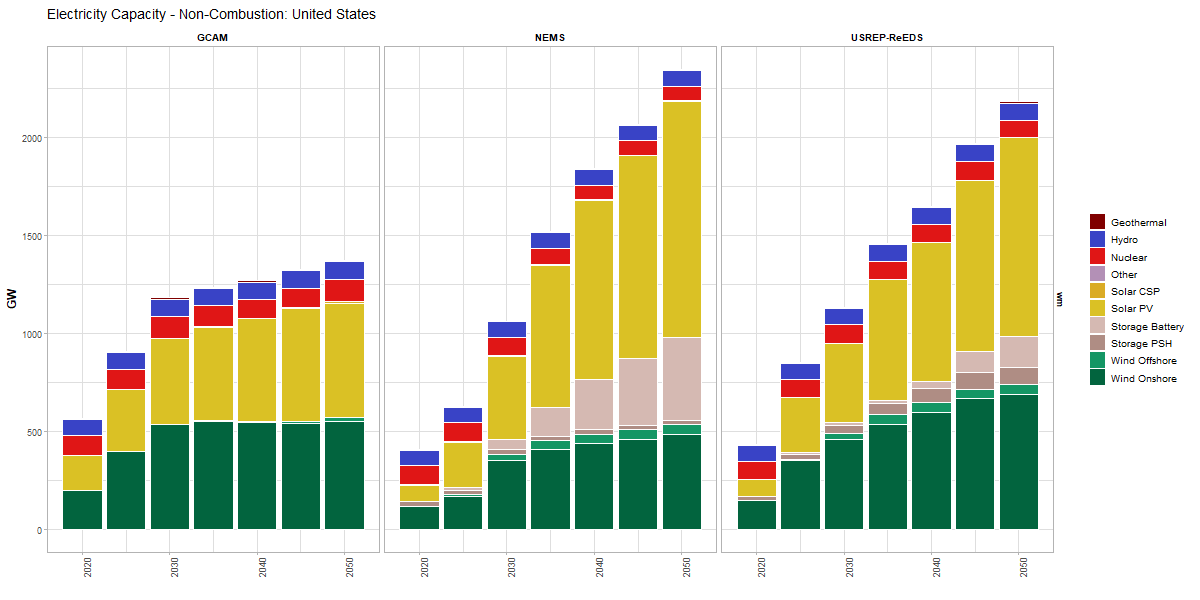 Electricity Capacity - Non-Combustion: United States
GCAM
NEMS
USREP-ReEDS
GW
2000
1500
1000
500
0
2020
2030
2040
2050
2020
2030
2040
2050
2020
2030
2040
2050
wm
Geothermal
Hydro
Nuclear
Other
Solar CSP
Solar PV
Storage Battery
Storage PSH
Wind Offshore
Wind Onshore